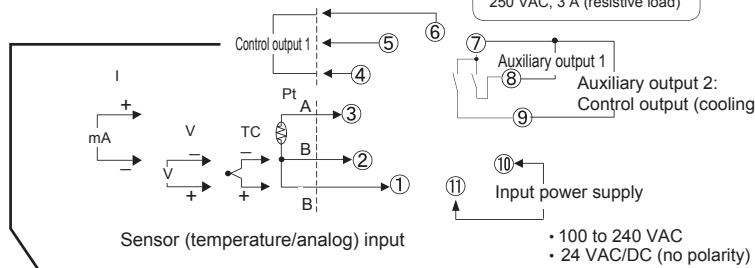 250 VAC, 3 A (resistive load)
⑥
Control output 1
⑤
④
⑦
Auxiliary output 1
⑧
Auxiliary output 2:
Control output (cooling
⑨
I
+
mA
−
V
−
V
+
TC
−
+
Pt
A
③
B
②
①
B
⑩
⑪
Input power supply
Sensor (temperature/analog) input
• 100 to 240 VAC
• 24 VAC/DC (no polarity)